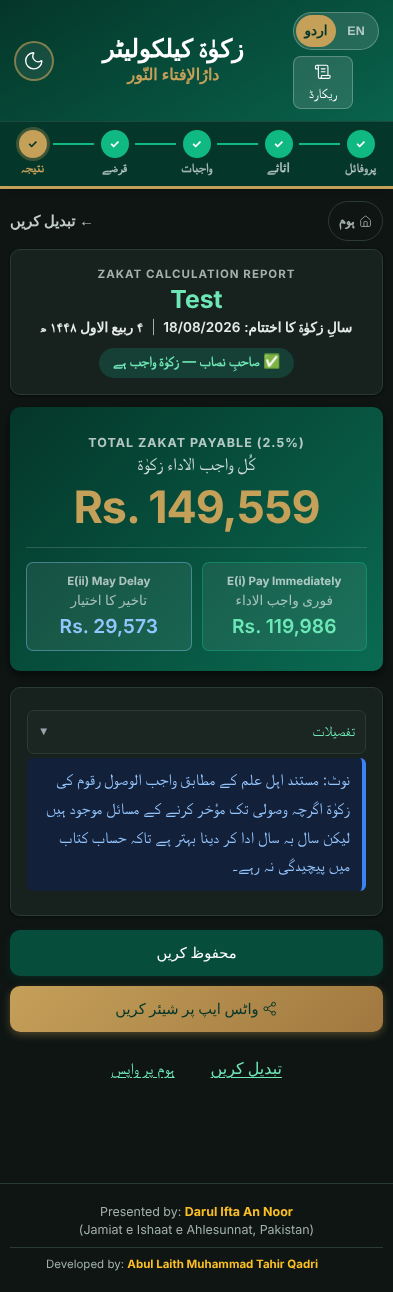 اردو EN
زکوٰۃ کیلکولیٹر
دارُالإفتاء النّور
ریکارڈ
پروفائل
اثاثے
واجبات
قرضے
نتیجہ
ہوم
← تبدیل کریں
ZAKAT CALCULATION REPORT
Test
سالِ زکوٰۃ کا اختتام: 18/08/2026 | ۴ ربیع الاول ۱۴۴۸ ھ
✅ صاحبِ نصاب — زکوٰۃ واجب ہے
TOTAL ZAKAT PAYABLE (2.5%)
کُل واجب الاداء زکوٰۃ
Rs. 149,559
E(i) Pay Immediately
فوری واجب الاداء
Rs. 119,986
E(ii) May Delay
تاخیر کا اختیار
Rs. 29,573
تفصیلات ▼
نوٹ: مستند اہل علم کے مطابق واجب الوصول رقوم کی
زکوٰۃ اگرچہ وصولی تک مؤخر کرنے کے مسائل موجود ہیں
لیکن سال بہ سال ادا کر دینا بہتر ہے تاکہ حساب کتاب
میں پیچیدگی نہ رہے۔
محفوظ کریں
واٹس ایپ پر شیئر کریں
تبدیل کریں
ہوم پر واپس
Presented by: Darul Ifta An Noor
(Jamiat e Ishaat e Ahlesunnat, Pakistan)
Developed by: Abul Laith Muhammad Tahir Qadri